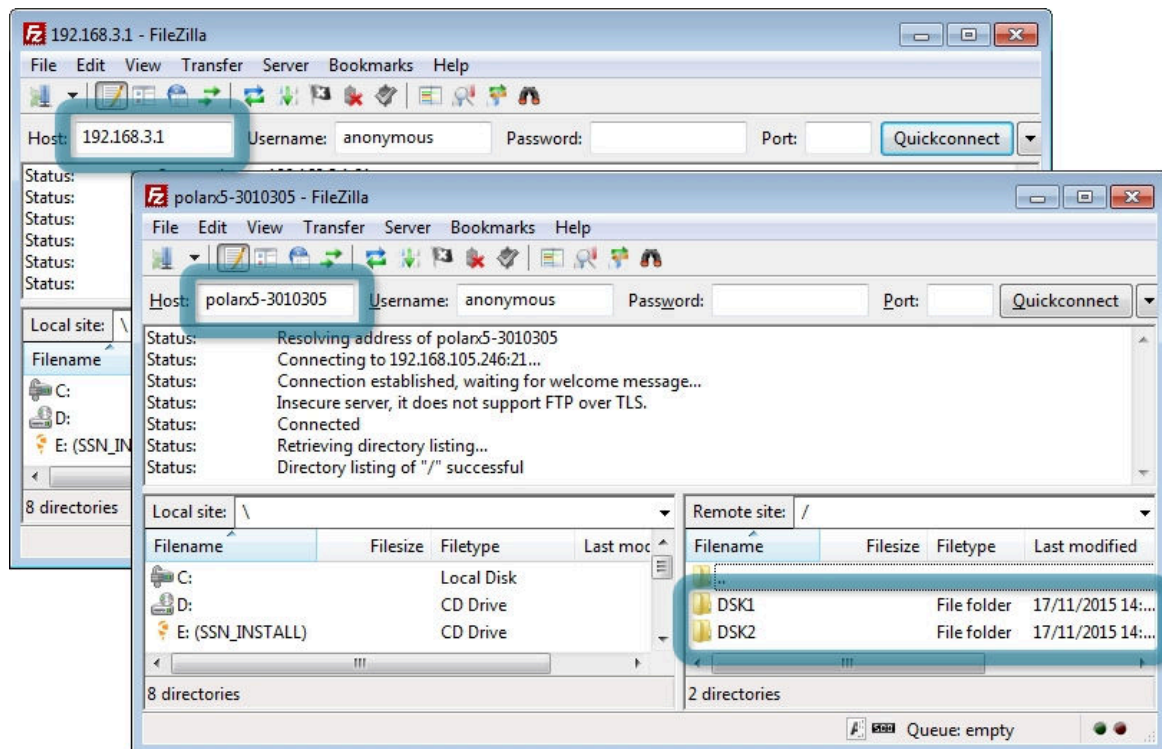 192.168.3.1 - FileZilla
File Edit View Transfer Server Bookmarks Help
Host: 192.168.3.1 Username: anonymous Password: Port: Quickconnect
Status:
Status:
Status:
Status:
Status:
Status:
Local site: \
Filename
C:
D:
E: (SSN_IN
8 directories
polarx5-3010305 - FileZilla
File Edit View Transfer Server Bookmarks Help
Host: polarx5-3010305 Username: anonymous Password: Port: Quickconnect
Status: Resolving address of polarx5-3010305
Status: Connecting to 192.168.105.246:21...
Status: Connection established, waiting for welcome message...
Status: Insecure server, it does not support FTP over TLS.
Status: Connected
Status: Retrieving directory listing...
Status: Directory listing of "/" successful
Local site: \
Filename Filesize Filetype Last moc
C: Local Disk
D: CD Drive
E: (SSN_INSTALL) CD Drive
8 directories
Remote site: /
Filename Filesize Filetype Last modified
..
DSK1 File folder 17/11/2015 14:...
DSK2 File folder 17/11/2015 14:...
2 directories
Queue: empty